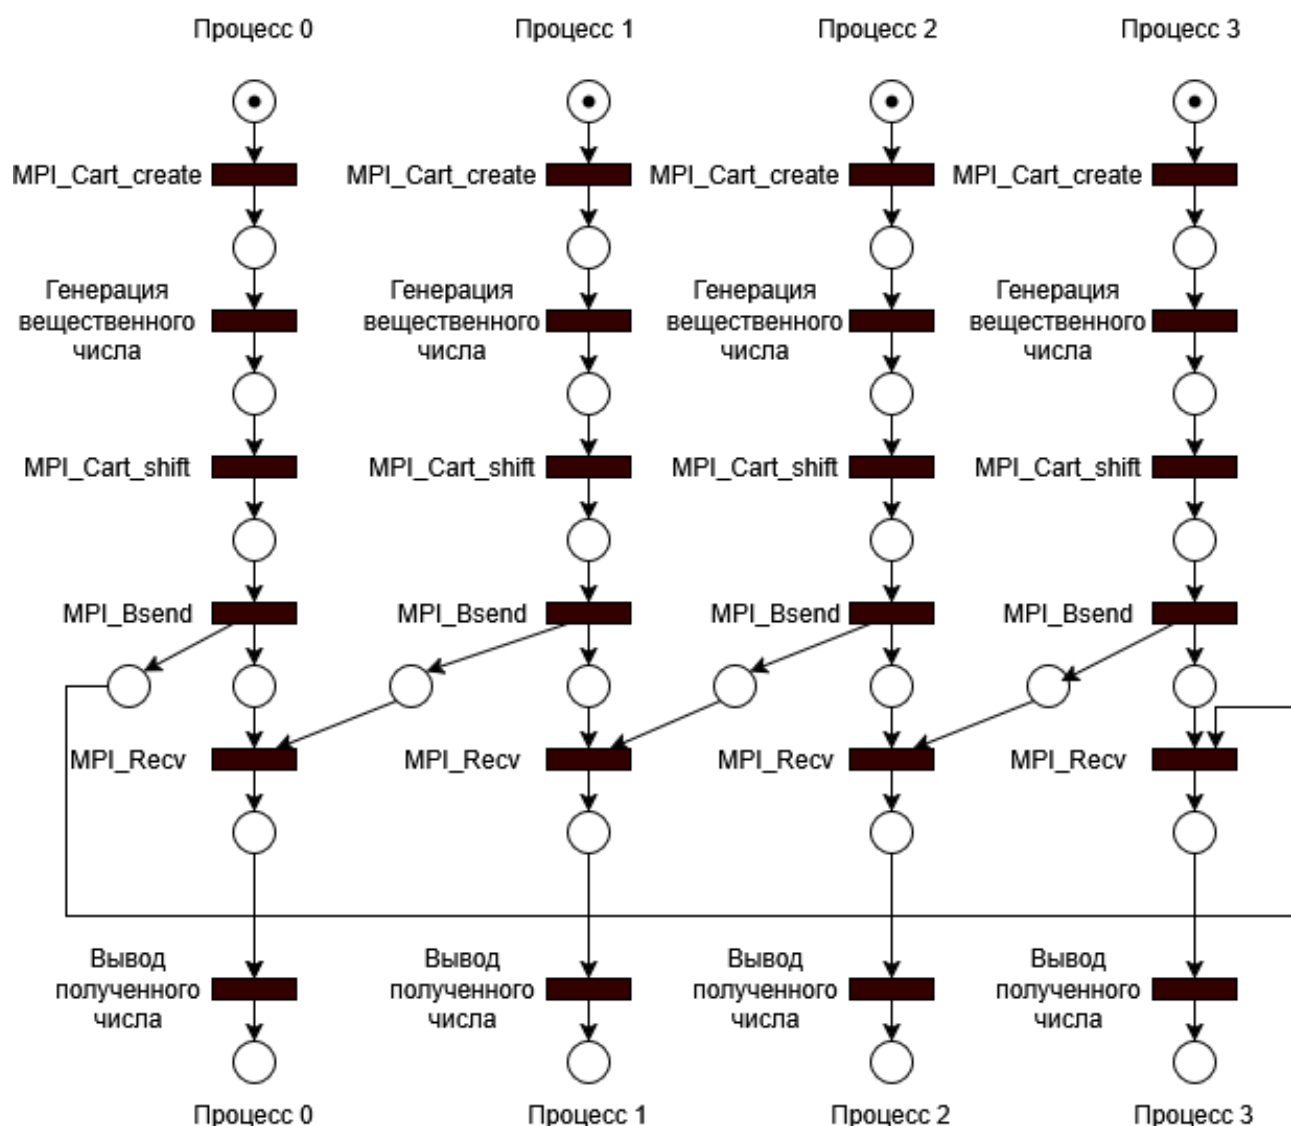 Процесс 0
Процесс 1
Процесс 2
Процесс 3
MPI_Cart_create
MPI_Cart_create
MPI_Cart_create
MPI_Cart_create
Генерация
вещественного
числа
Генерация
вещественного
числа
Генерация
вещественного
числа
Генерация
вещественного
числа
MPI_Cart_shift
MPI_Cart_shift
MPI_Cart_shift
MPI_Cart_shift
MPI_Bsend
MPI_Bsend
MPI_Bsend
MPI_Bsend
MPI_Recv
MPI_Recv
MPI_Recv
MPI_Recv
Вывод
полученного
числа
Вывод
полученного
числа
Вывод
полученного
числа
Вывод
полученного
числа
Процесс 0
Процесс 1
Процесс 2
Процесс 3